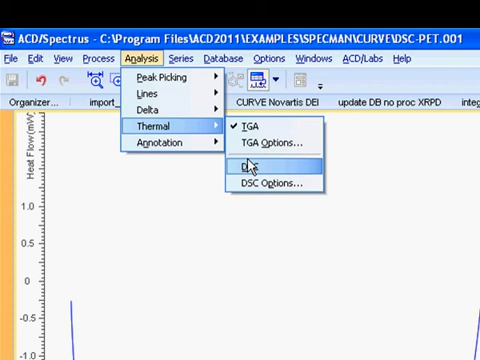 ACD/Spectrus - C:\Program Files\ACD2011\EXAMPLES\SPECMAN\CURVE\DSC-PET.001
File Edit View Process Analysis Series Database Options Windows ACD/Labs Help
Organizer... import_ CURVE Novartis DEI update DB no proc XRPD
Peak Picking
Lines
Delta
Thermal
Annotation
TGA
TGA Options...
DSC Options...
Heat Flow (mW)
1.0
0.5
0
-0.5
-1.0